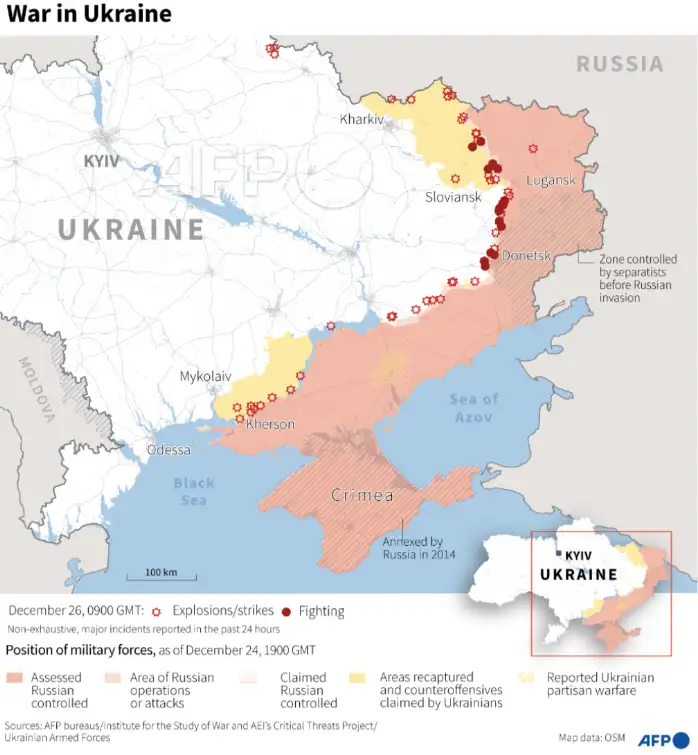 War in Ukraine
RUSSIA
Kharkiv
KYIV
AFP
Lugansk
Sloviansk
UKRAINE
Donetsk
Zone controlled
by separatists
before Russian
invasion
MOLDOVA
Mykolaiv
Sea of
Azov
Kherson
Odessa
Black
Sea
Crimea
Annexed by
Russia in 2014
KYIV
UKRAINE
100 km
December 26, 0900 GMT: Explosions/strikes Fighting
Non-exhaustive, major incidents reported in the past 24 hours
Position of military forces, as of December 24, 1900 GMT
Assessed
Russian
controlled
Area of Russian
operations
or attacks
Claimed
Russian
controlled
Areas recaptured
and counteroffensives
claimed by Ukrainians
Reported Ukrainian
partisan warfare
Sources: AFP bureaus/Institute for the Study of War and AEI's Critical Threats Project/
Ukrainian Armed Forces
Map data: OSM
AFP